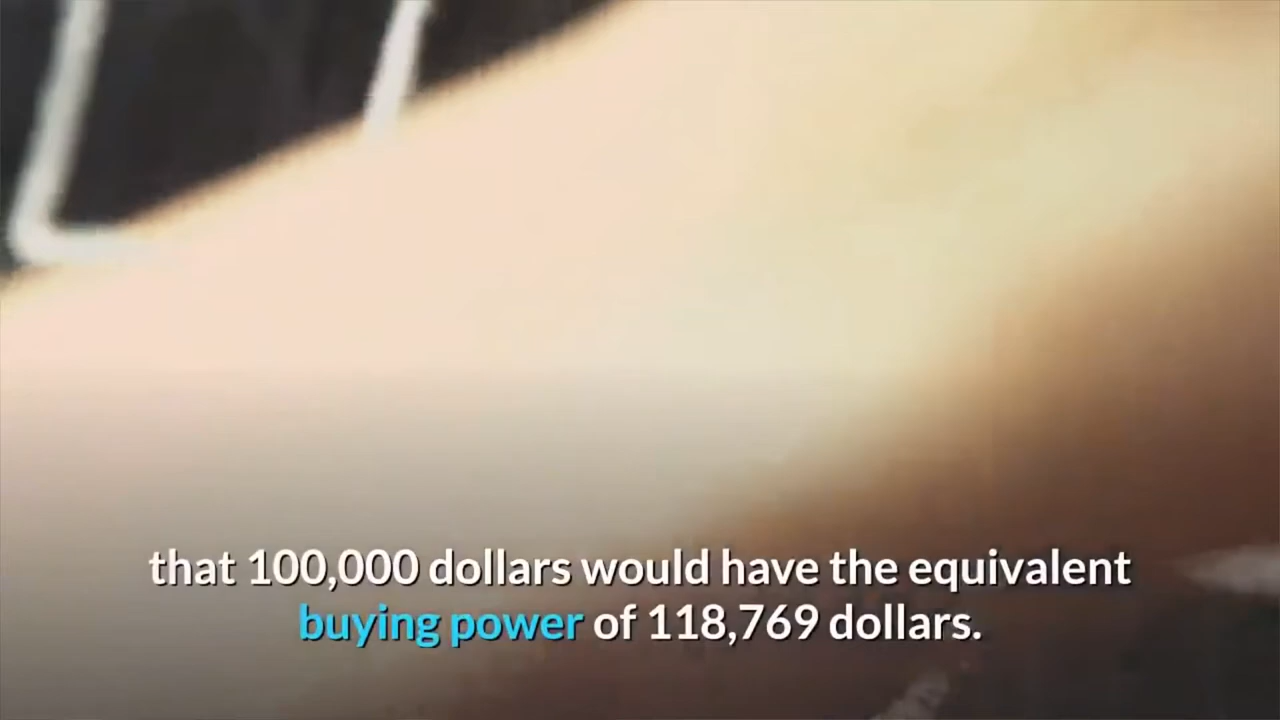 that 100,000 dollars would have the equivalent
buying power of 118,769 dollars.